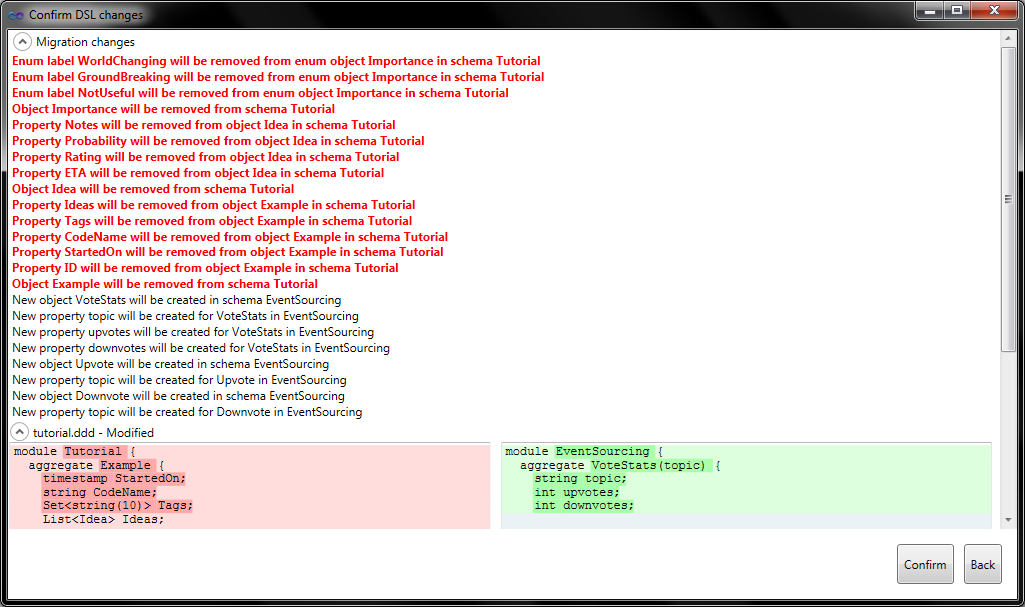 Confirm DSL changes
Migration changes
Enum label WorldChanging will be removed from enum object Importance in schema Tutorial
Enum label GroundBreaking will be removed from enum object Importance in schema Tutorial
Enum label NotUseful will be removed from enum object Importance in schema Tutorial
Object Importance will be removed from schema Tutorial
Property Notes will be removed from object Idea in schema Tutorial
Property Probability will be removed from object Idea in schema Tutorial
Property Rating will be removed from object Idea in schema Tutorial
Property ETA will be removed from object Idea in schema Tutorial
Object Idea will be removed from schema Tutorial
Property Ideas will be removed from object Example in schema Tutorial
Property Tags will be removed from object Example in schema Tutorial
Property CodeName will be removed from object Example in schema Tutorial
Property StartedOn will be removed from object Example in schema Tutorial
Property ID will be removed from object Example in schema Tutorial
Object Example will be removed from schema Tutorial
New object VoteStats will be created in schema EventSourcing
New property topic will be created for VoteStats in EventSourcing
New property upvotes will be created for VoteStats in EventSourcing
New property downvotes will be created for VoteStats in EventSourcing
New object Upvote will be created in schema EventSourcing
New property topic will be created for Upvote in EventSourcing
New object Downvote will be created in schema EventSourcing
New property topic will be created for Downvote in EventSourcing
tutorial.ddd - Modified
module Tutorial {
aggregate Example {
timestamp StartedOn;
string CodeName;
Set<string(10)> Tags;
List<Idea> Ideas;
module EventSourcing {
aggregate VoteStats(topic) {
string topic;
int upvotes;
int downvotes;
Confirm
Back